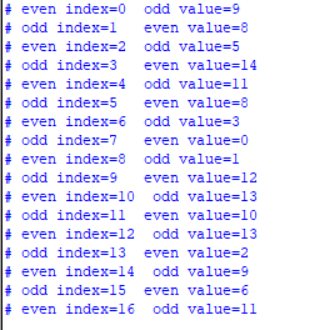 # even index=0  odd value=9
# odd index=1   even value=8
# even index=2  odd value=5
# odd index=3   even value=14
# even index=4  odd value=11
# odd index=5   even value=8
# even index=6  odd value=3
# odd index=7   even value=0
# even index=8  odd value=1
# odd index=9   even value=12
# even index=10  odd value=13
# odd index=11  even value=10
# even index=12  odd value=13
# odd index=13  even value=2
# even index=14  odd value=9
# odd index=15  even value=6
# even index=16  odd value=11